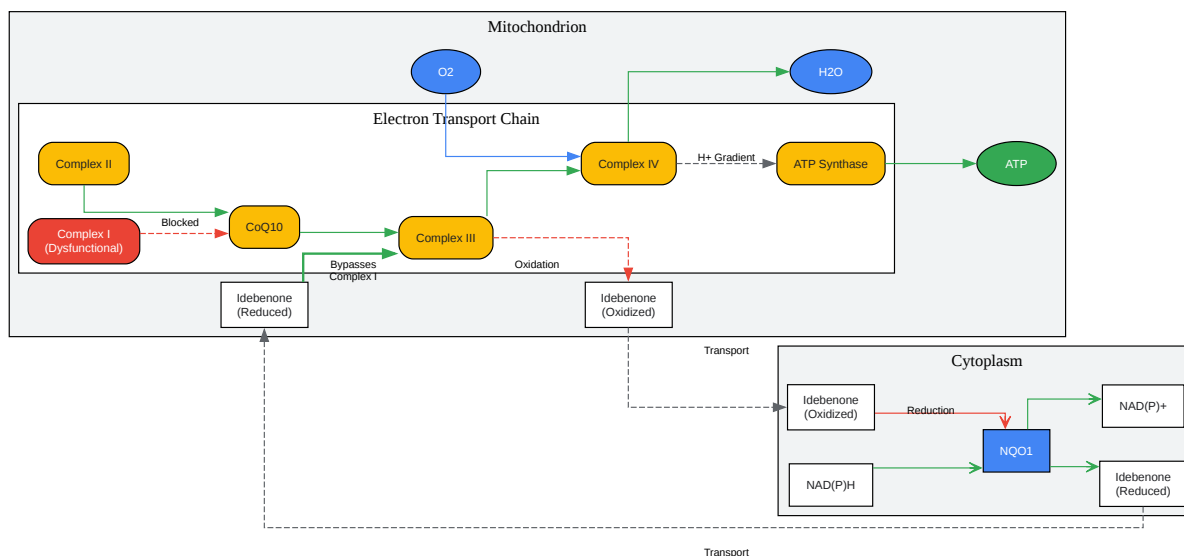 Mitochondrion
O2
H2O
Electron Transport Chain
Complex II
Complex IV
H+ Gradient
ATP Synthase
ATP
Complex I
(Dysfunctional)
Blocked
CoQ10
Complex III
Bypasses
Complex I
Oxidation
Idebenone
(Reduced)
Idebenone
(Oxidized)
Transport
Cytoplasm
Idebenone
(Oxidized)
Reduction
NAD(P)+
NQO1
NAD(P)H
Idebenone
(Reduced)
Transport